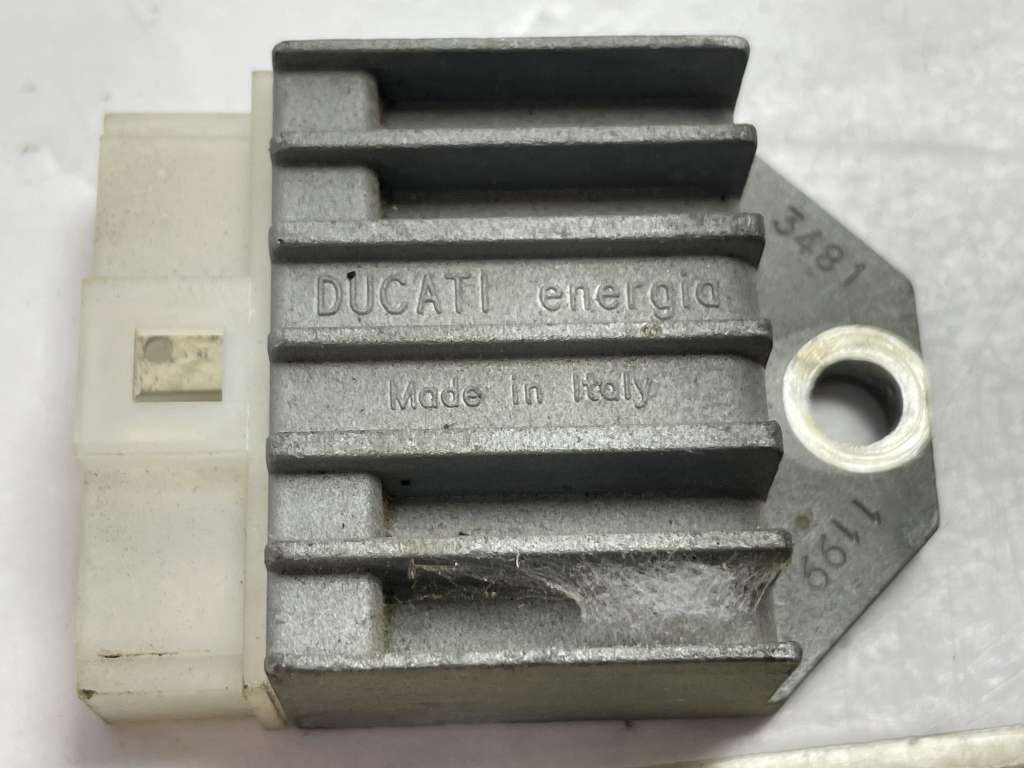 DUCATI energia
Made in Italy
3481
1199